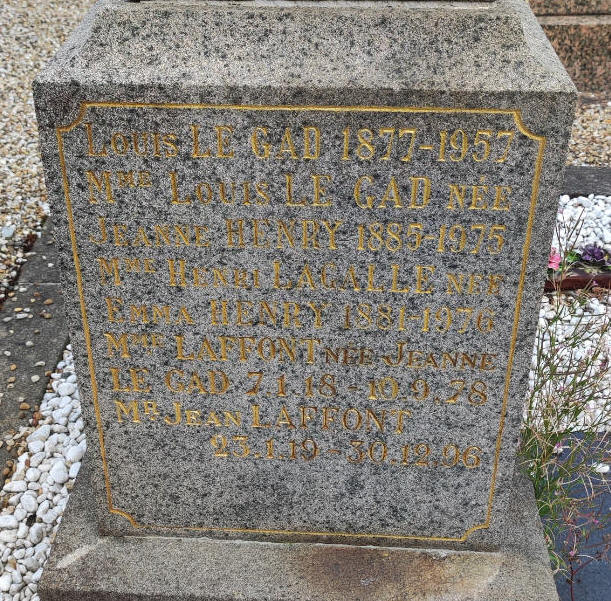 Louis LE GAD 1877-1957
Mme Louis LE GAD née
Jeanne HENRY 1885-1975
Mme Henri LAGALLE née
Emma HENRY 1881-1976
Mme LAFFONT née Jeanne
LE GAD 7.1.18 - 10.9.78
Mr Jean LAFFONT
23.1.19 - 30.12.96